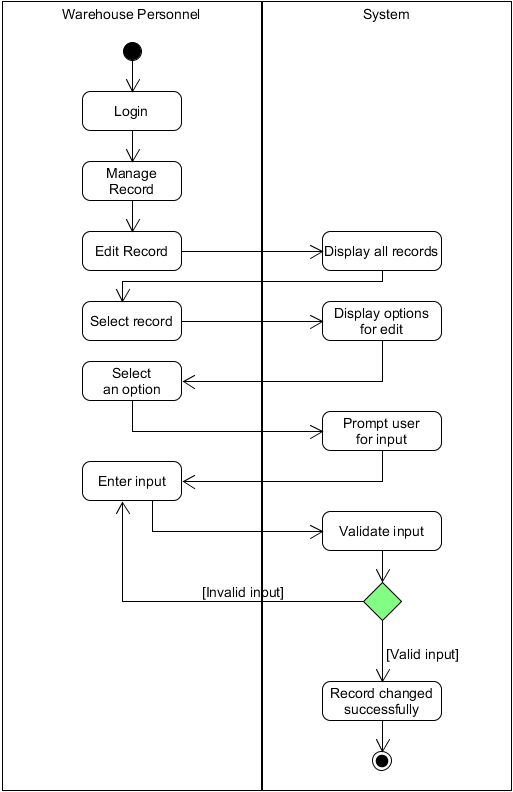 Warehouse Personnel
System
Login
Manage
Record
Edit Record
Display all records
Select record
Display options
for edit
Select
an option
Prompt user
for input
Enter input
Validate input
[Invalid input]
[Valid input]
Record changed
successfully